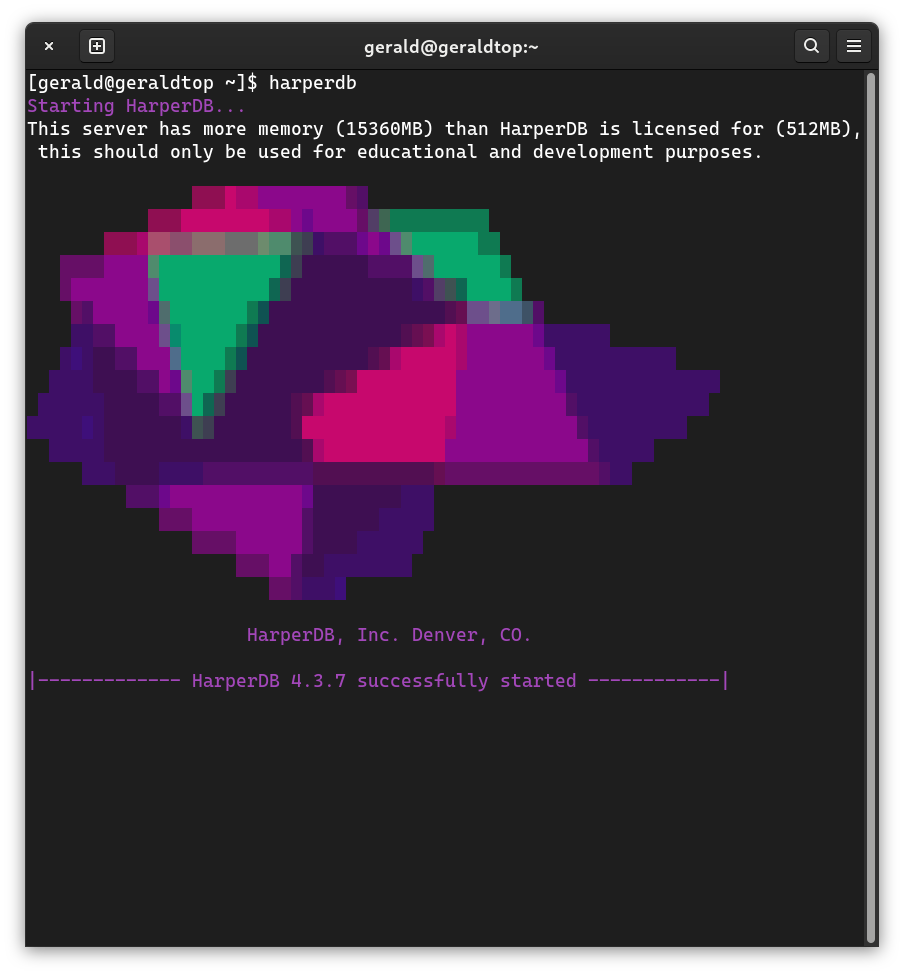 gerald@geraldtop:~
[gerald@geraldtop ~]$ harperdb
Starting HarperDB...
This server has more memory (15360MB) than HarperDB is licensed for (512MB),
 this should only be used for educational and development purposes.
HarperDB, Inc. Denver, CO.
|------------- HarperDB 4.3.7 successfully started ------------|